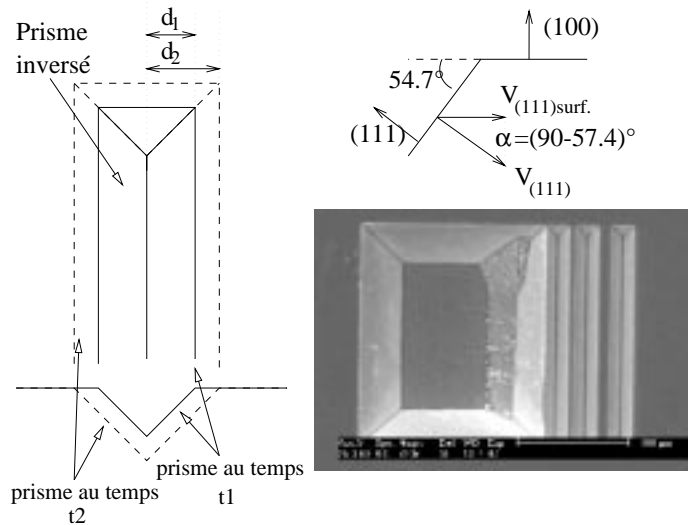 Prisme
inversé
d1
d2
(100)
54.7°
(111)
V(111)surf.
α=(90-57.4)°
V(111)
prisme au temps
t2
prisme au temps
t1